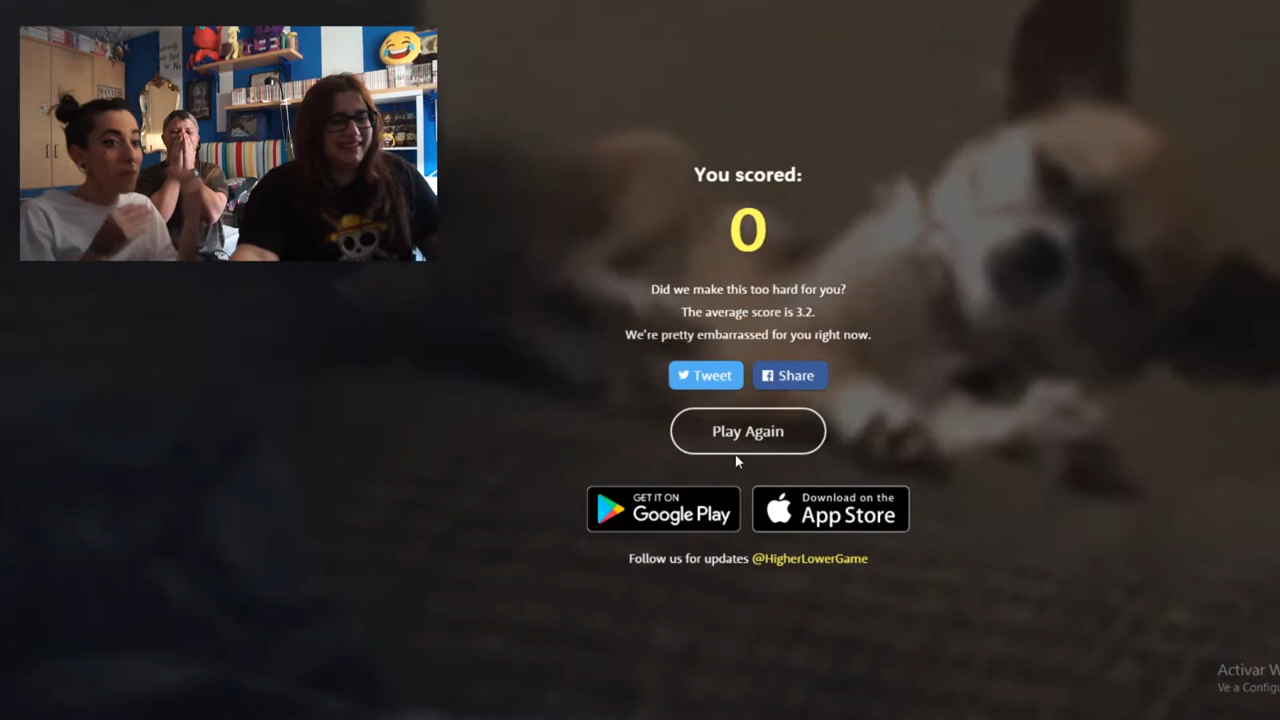 You scored:
0
Did we make this too hard for you?
The average score is 3.2.
We're pretty embarrassed for you right now.
Tweet
Share
Play Again
GET IT ON
Google Play
Download on the
App Store
Follow us for updates @HigherLowerGame
Activar W
Ve a Config